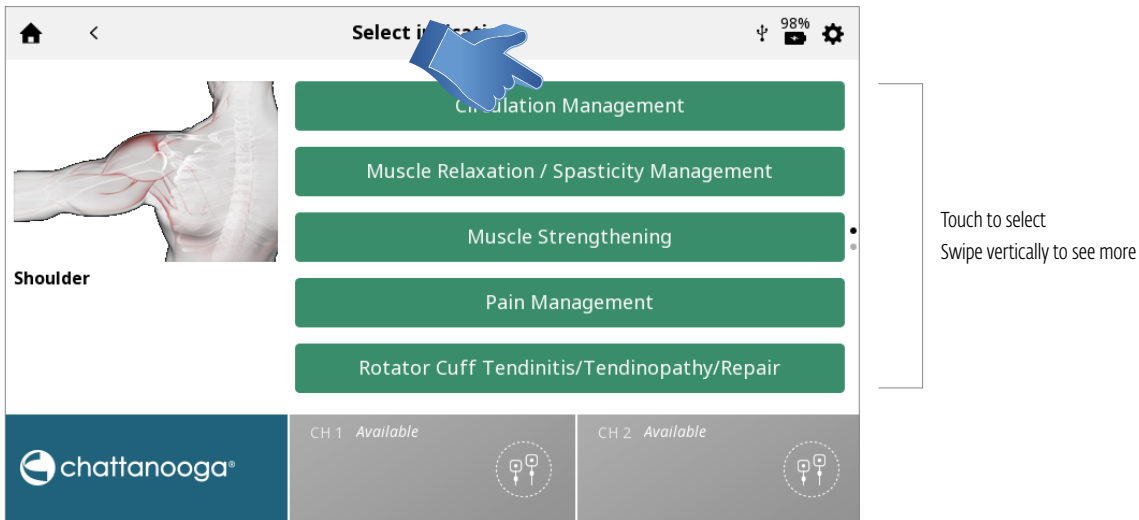 Select
98%
Management
Muscle Relaxation / Spasticity Management
Muscle Strengthening
Pain Management
Rotator Cuff Tendinitis/Tendinopathy/Repair
Shoulder
Touch to select
Swipe vertically to see more
chattanooga®
CH 1 Available
CH 2 Available